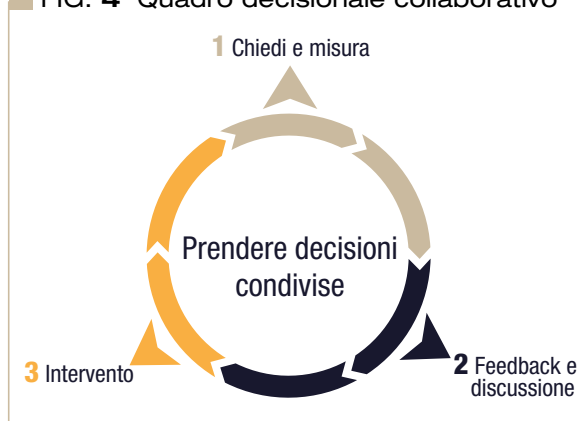 FIG. 4 Quadro decisionale collaborativo
1 Chiedi e misura
Prendere decisioni
condivise
2 Feedback e
discussione
3 Intervento